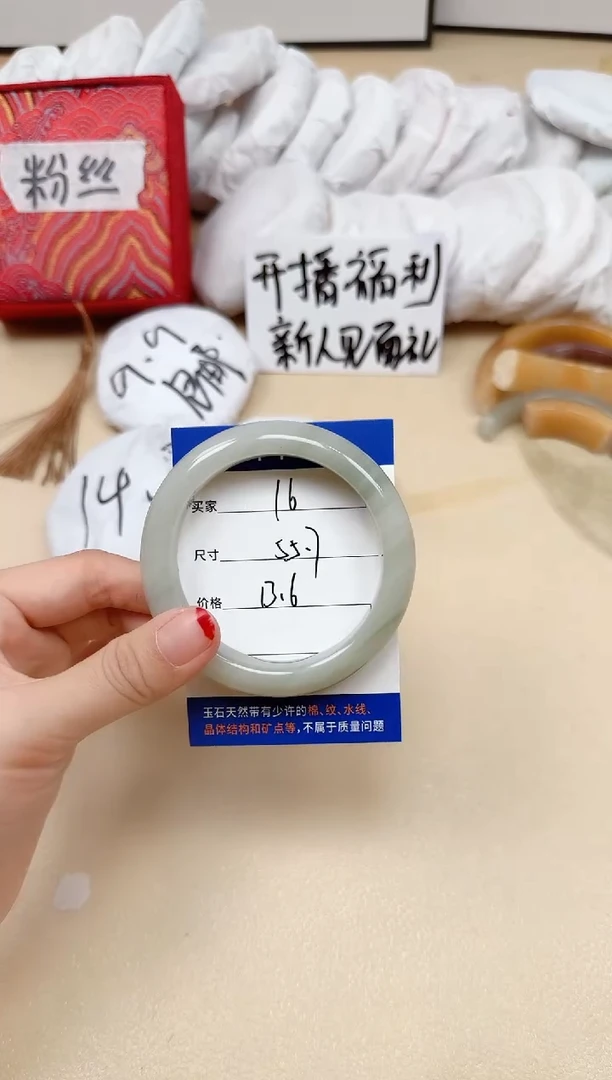 粉丝
开播福利
新人见面礼
9.9
包邮
14
买家 16
尺寸 55.7
价格 13.6
玉石天然带有少许的棉、纹、水线、
晶体结构和矿点等,不属于质量问题